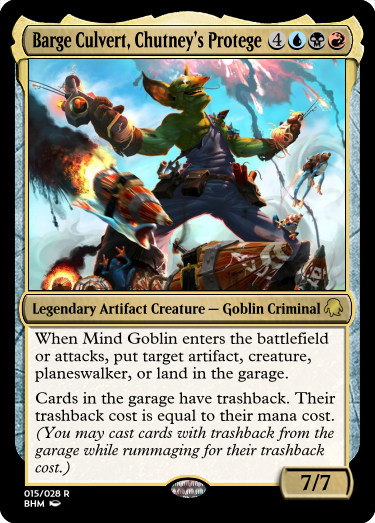 Barge Culvert, Chutney's Protege 4
Legendary Artifact Creature — Goblin Criminal
When Mind Goblin enters the battlefield
or attacks, put target artifact, creature,
planeswalker, or land in the garage.
Cards in the garage have trashback. Their
trashback cost is equal to their mana cost.
(You may cast cards with trashback from the
garage while rummaging for their trashback
cost.)
7/7
015/028 R
BHM